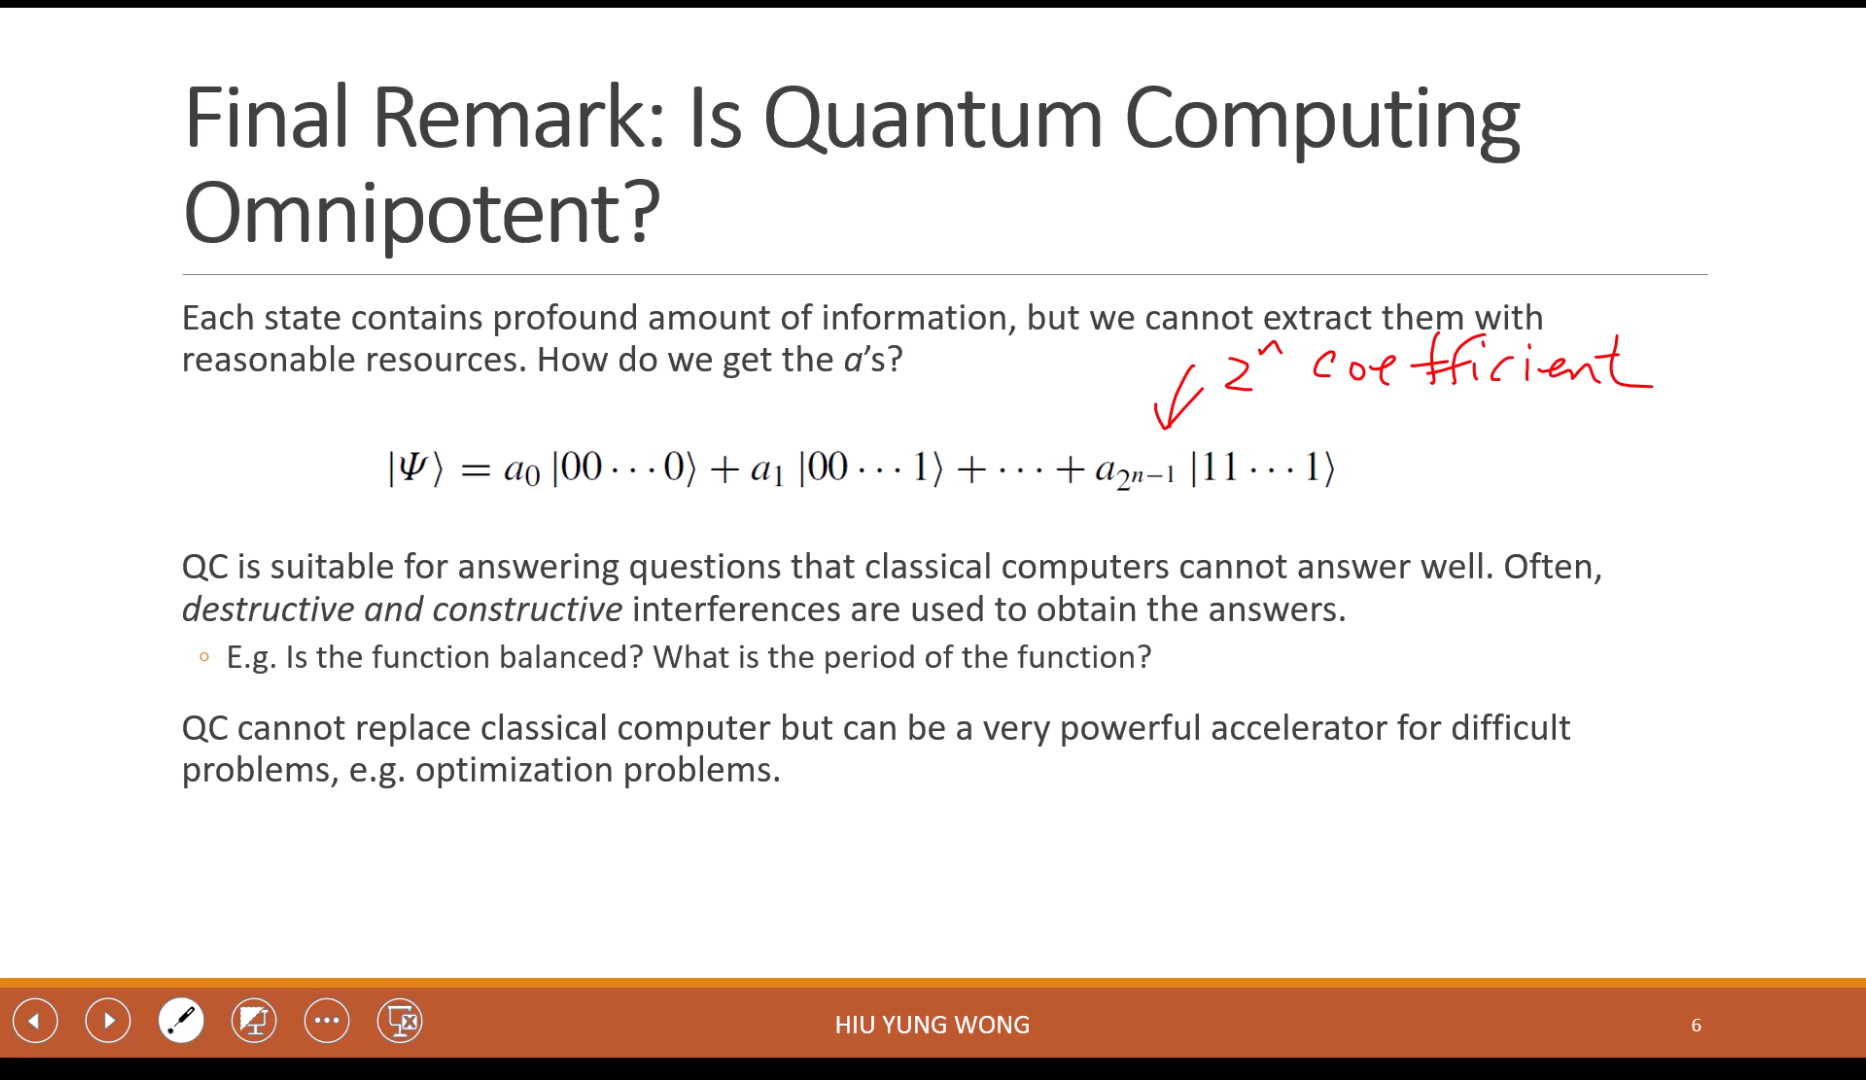 Final Remark: Is Quantum Computing
Omnipotent?
Each state contains profound amount of information, but we cannot extract them with
reasonable resources. How do we get the a's?
2ⁿ coefficient
|Ψ⟩ = a₀ |00 ··· 0⟩ + a₁ |00 ··· 1⟩ + ··· + a_{2ⁿ−1} |11 ··· 1⟩
QC is suitable for answering questions that classical computers cannot answer well. Often,
destructive and constructive interferences are used to obtain the answers.
◦ E.g. Is the function balanced? What is the period of the function?
QC cannot replace classical computer but can be a very powerful accelerator for difficult
problems, e.g. optimization problems.
HIU YUNG WONG
6